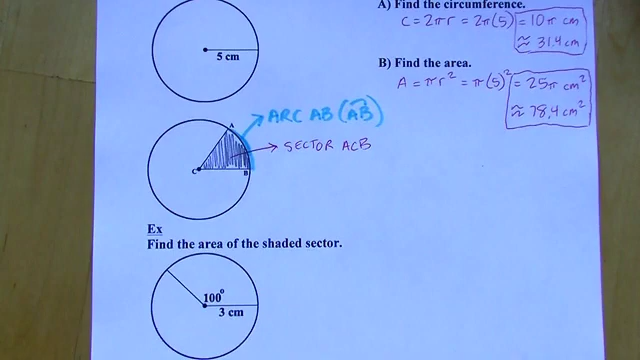 A) Find the circumference.
C = 2πr = 2π(5) = 10π cm
≈ 31.4 cm
5 cm
B) Find the area.
A = πr² = π(5)² = 25π cm²
≈ 78.4 cm²
ARC AB (AB)
A
SECTOR ACB
C
B
Ex
Find the area of the shaded sector.
100°
3 cm